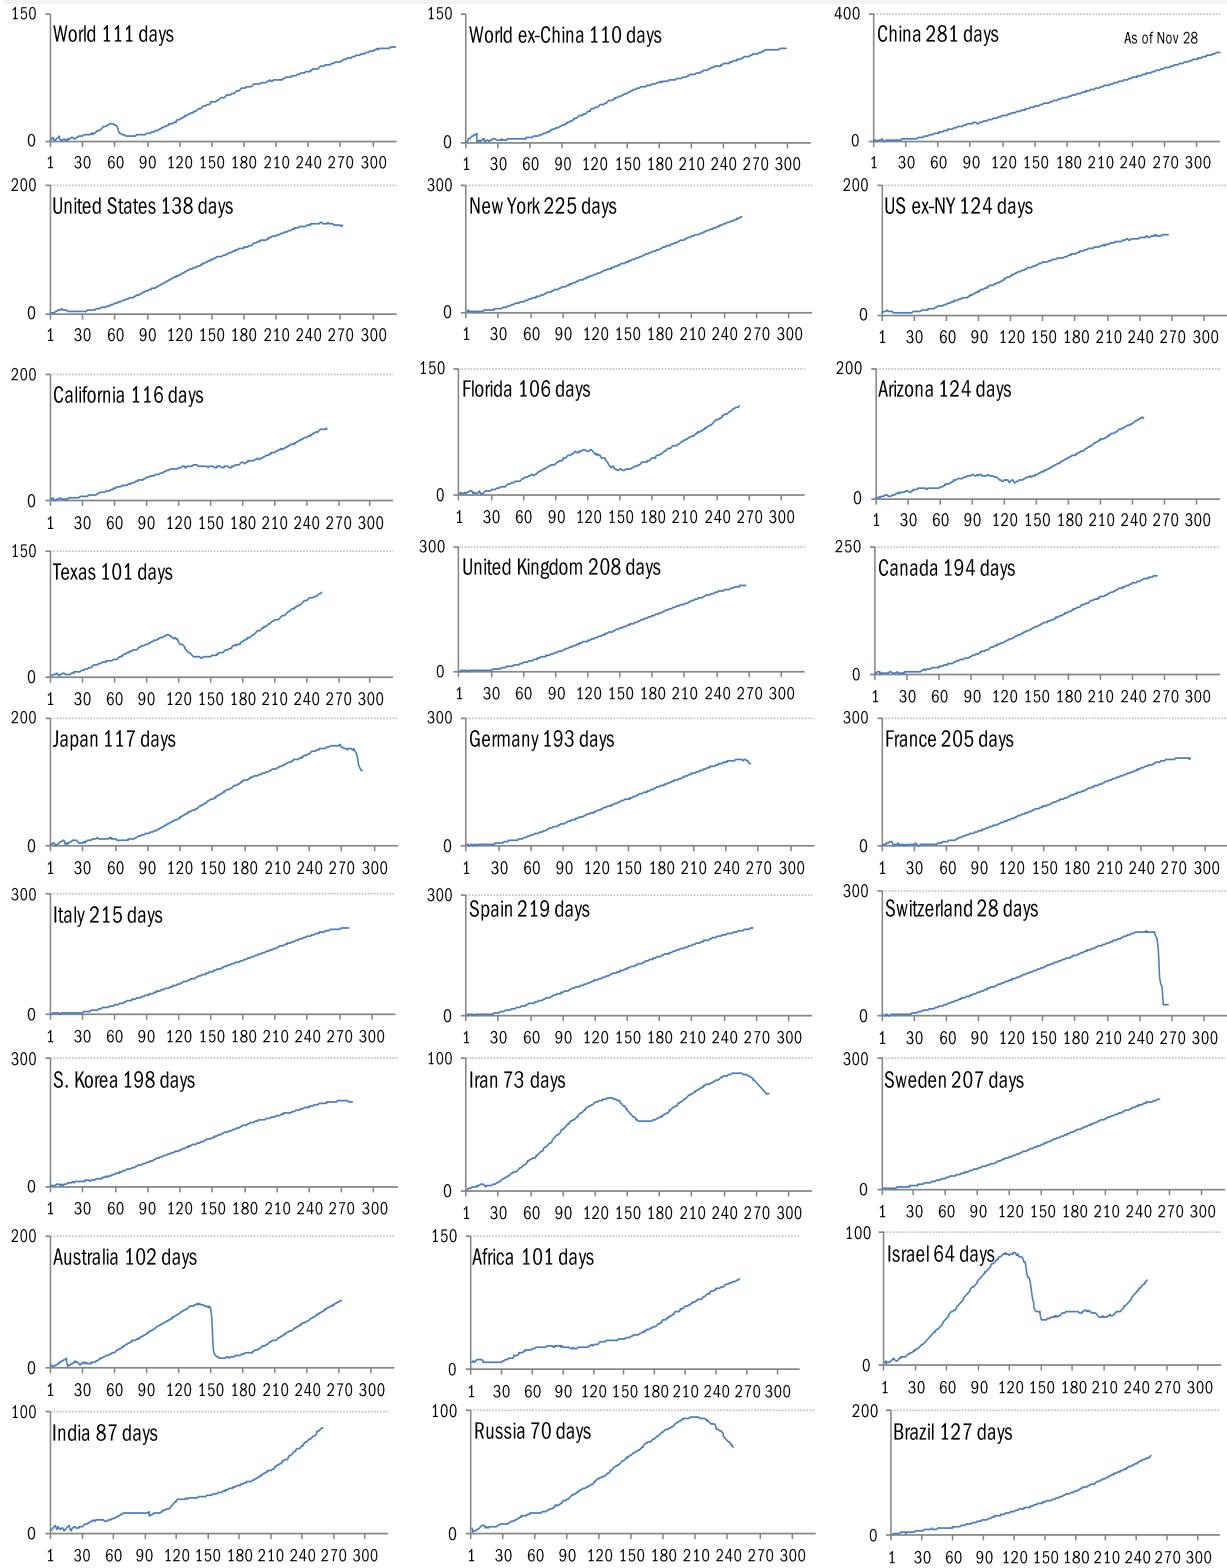 150
World 111 days
0
1 30 60 90 120 150 180 210 240 270 300
150
World ex-China 110 days
0
1 30 60 90 120 150 180 210 240 270 300
400
China 281 days
As of Nov 28
0
1 30 60 90 120 150 180 210 240 270 300
200
United States 138 days
0
1 30 60 90 120 150 180 210 240 270 300
300
New York 225 days
0
1 30 60 90 120 150 180 210 240 270 300
200
US ex-NY 124 days
0
1 30 60 90 120 150 180 210 240 270 300
200
California 116 days
0
1 30 60 90 120 150 180 210 240 270 300
150
Florida 106 days
0
1 30 60 90 120 150 180 210 240 270 300
200
Arizona 124 days
0
1 30 60 90 120 150 180 210 240 270 300
150
Texas 101 days
0
1 30 60 90 120 150 180 210 240 270 300
300
United Kingdom 208 days
0
1 30 60 90 120 150 180 210 240 270 300
250
Canada 194 days
0
1 30 60 90 120 150 180 210 240 270 300
200
Japan 117 days
0
1 30 60 90 120 150 180 210 240 270 300
300
Germany 193 days
0
1 30 60 90 120 150 180 210 240 270 300
300
France 205 days
0
1 30 60 90 120 150 180 210 240 270 300
300
Italy 215 days
0
1 30 60 90 120 150 180 210 240 270 300
300
Spain 219 days
0
1 30 60 90 120 150 180 210 240 270 300
300
Switzerland 28 days
0
1 30 60 90 120 150 180 210 240 270 300
300
S. Korea 198 days
0
1 30 60 90 120 150 180 210 240 270 300
100
Iran 73 days
0
1 30 60 90 120 150 180 210 240 270 300
300
Sweden 207 days
0
1 30 60 90 120 150 180 210 240 270 300
200
Australia 102 days
0
1 30 60 90 120 150 180 210 240 270 300
150
Africa 101 days
0
1 30 60 90 120 150 180 210 240 270 300
100
Israel 64 days
0
1 30 60 90 120 150 180 210 240 270 300
100
India 87 days
0
1 30 60 90 120 150 180 210 240 270 300
100
Russia 70 days
0
1 30 60 90 120 150 180 210 240 270 300
200
Brazil 127 days
0
1 30 60 90 120 150 180 210 240 270 300